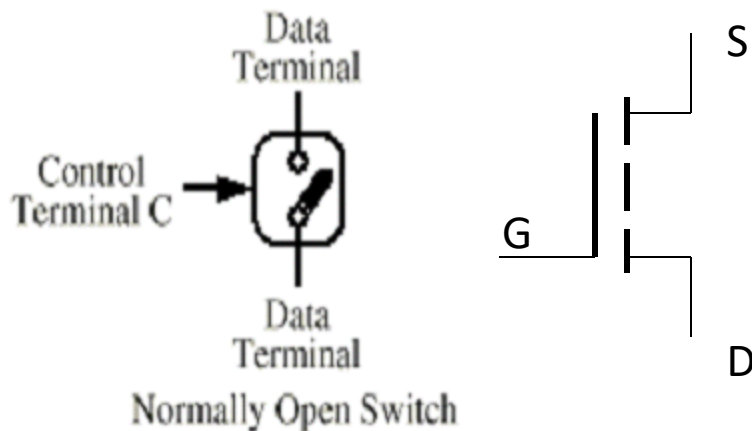 Data
Terminal
Control
Terminal C
Data
Terminal
Normally Open Switch
S
G
D